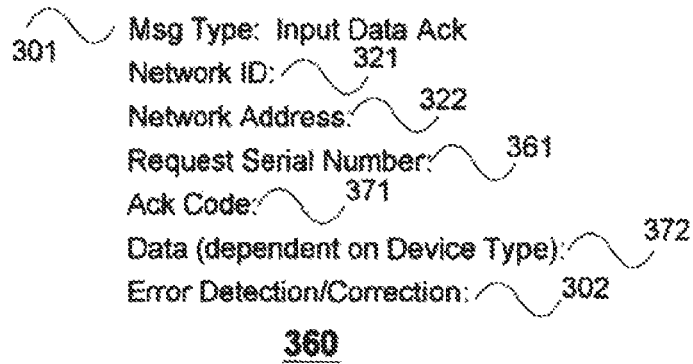 301 Msg Type: Input Data Ack
Network ID: 321
Network Address: 322
Request Serial Number: 361
Ack Code: 371
Data (dependent on Device Type): 372
Error Detection/Correction: 302
360